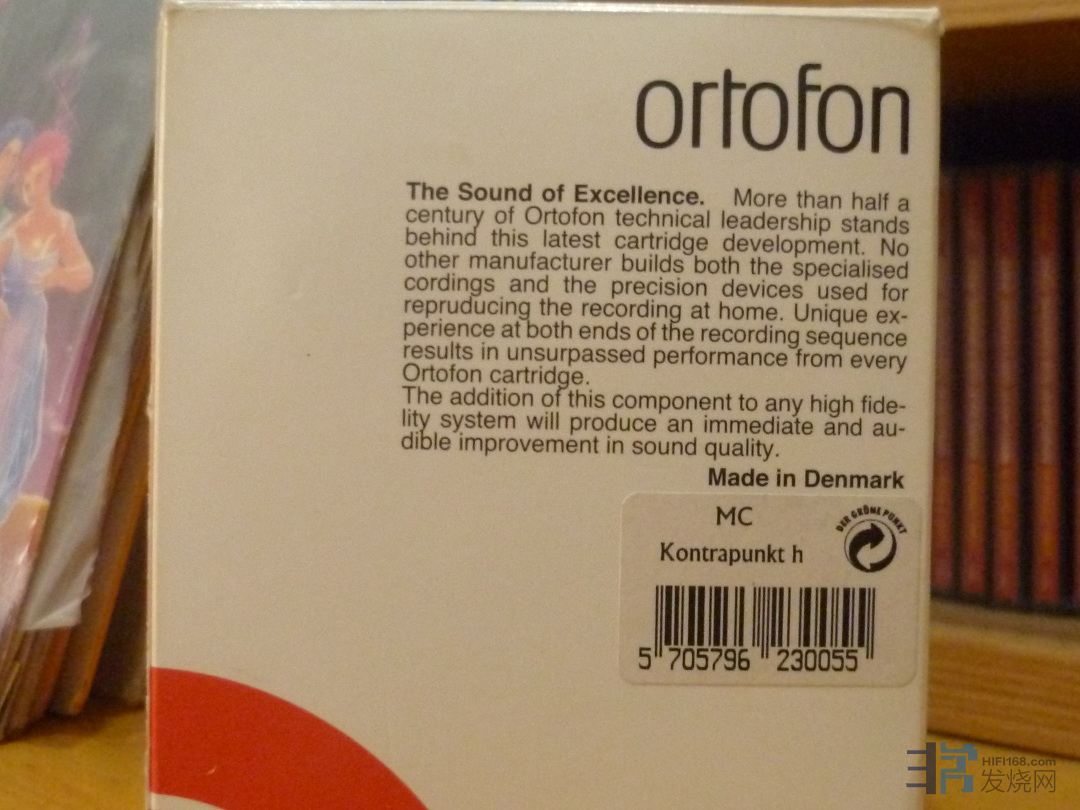 ortofon
The Sound of Excellence. More than half a
century of Ortofon technical leadership stands
behind this latest cartridge development. No
other manufacturer builds both the specialised
cordings and the precision devices used for
repruducing the recording at home. Unique ex-
perience at both ends of the recording sequence
results in unsurpassed performance from every
Ortofon cartridge.
The addition of this component to any high fide-
lity system will produce an immediate and au-
dible improvement in sound quality.
Made in Denmark
MC
DER GRÜNE PUNKT
Kontrapunkt h
5 705796 230055
HIFI168.com
发烧网